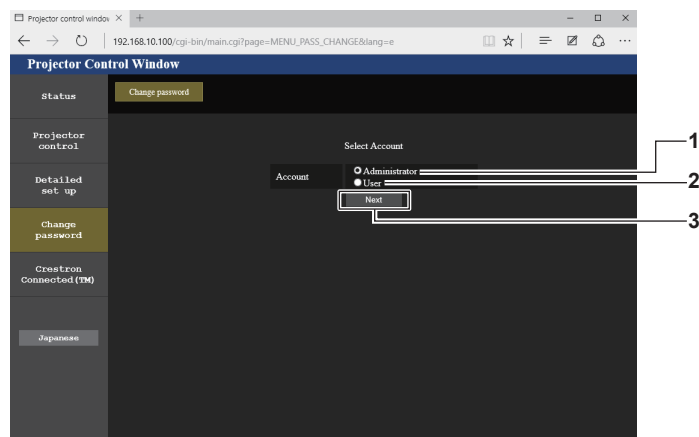 Projector control windov
192.168.10.100/cgi-bin/main.cgi?page=MENU_PASS_CHANGE&lang=e
Projector Control Window
Status
Change password
Projector
control
Detailed
set up
Change
password
Crestron
Connected(TM)
Japanese
Select Account
Account
Administrator
User
Next
1
2
3